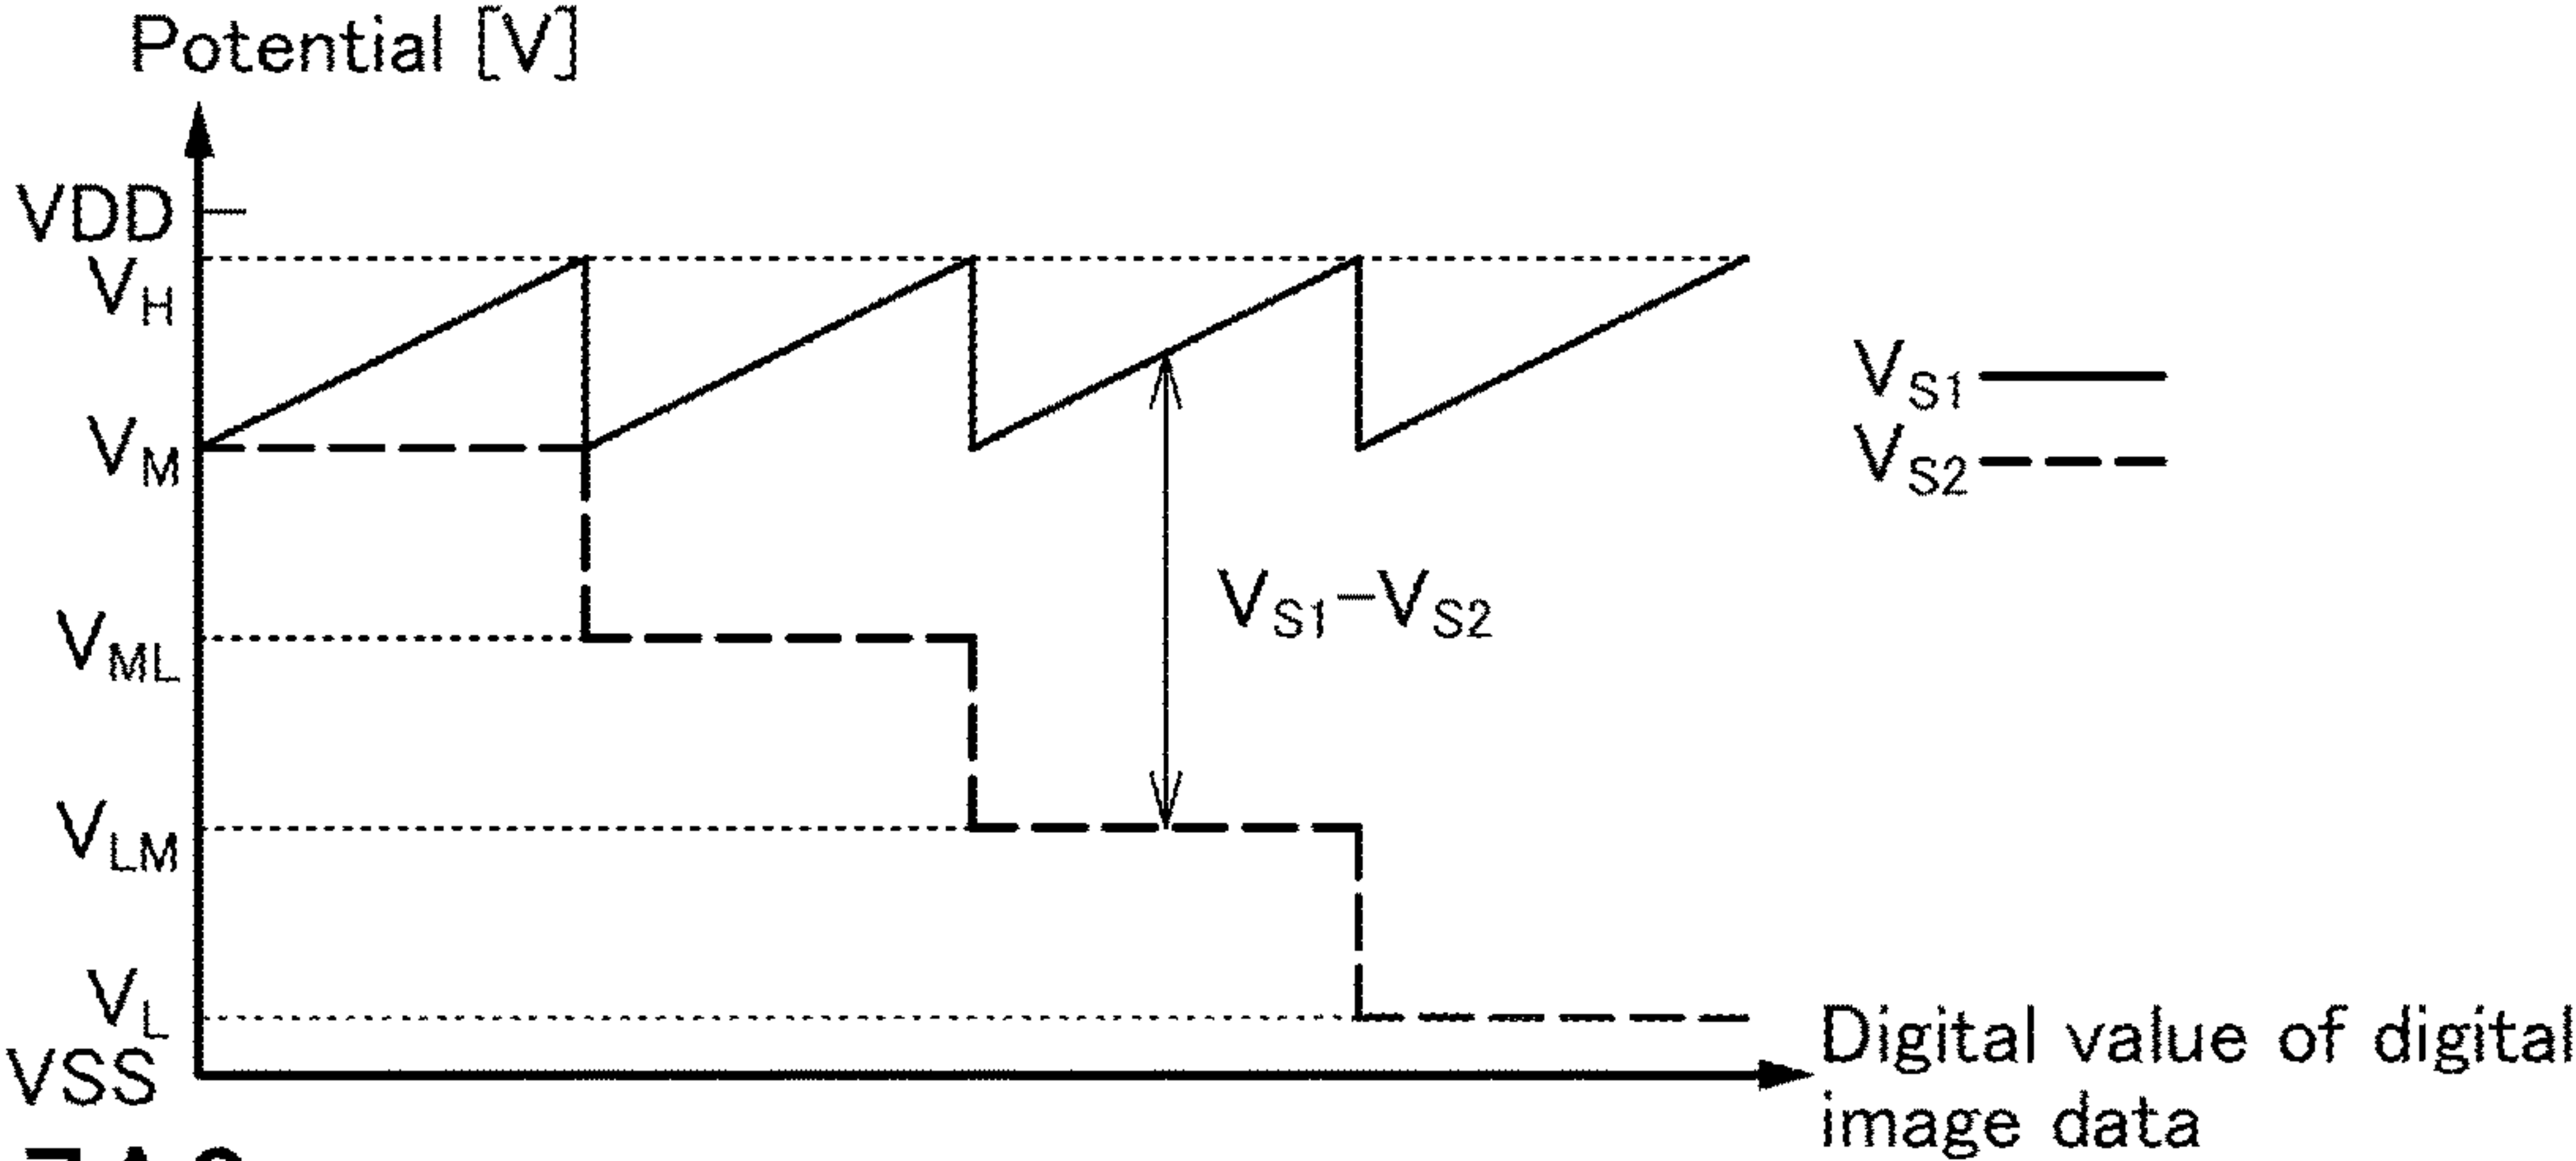 Potential [V]
VDD
V_H
V_M
V_ML
V_LM
V_L
VSS
V_S1
V_S2
V_S1−V_S2
Digital value of digital
image data